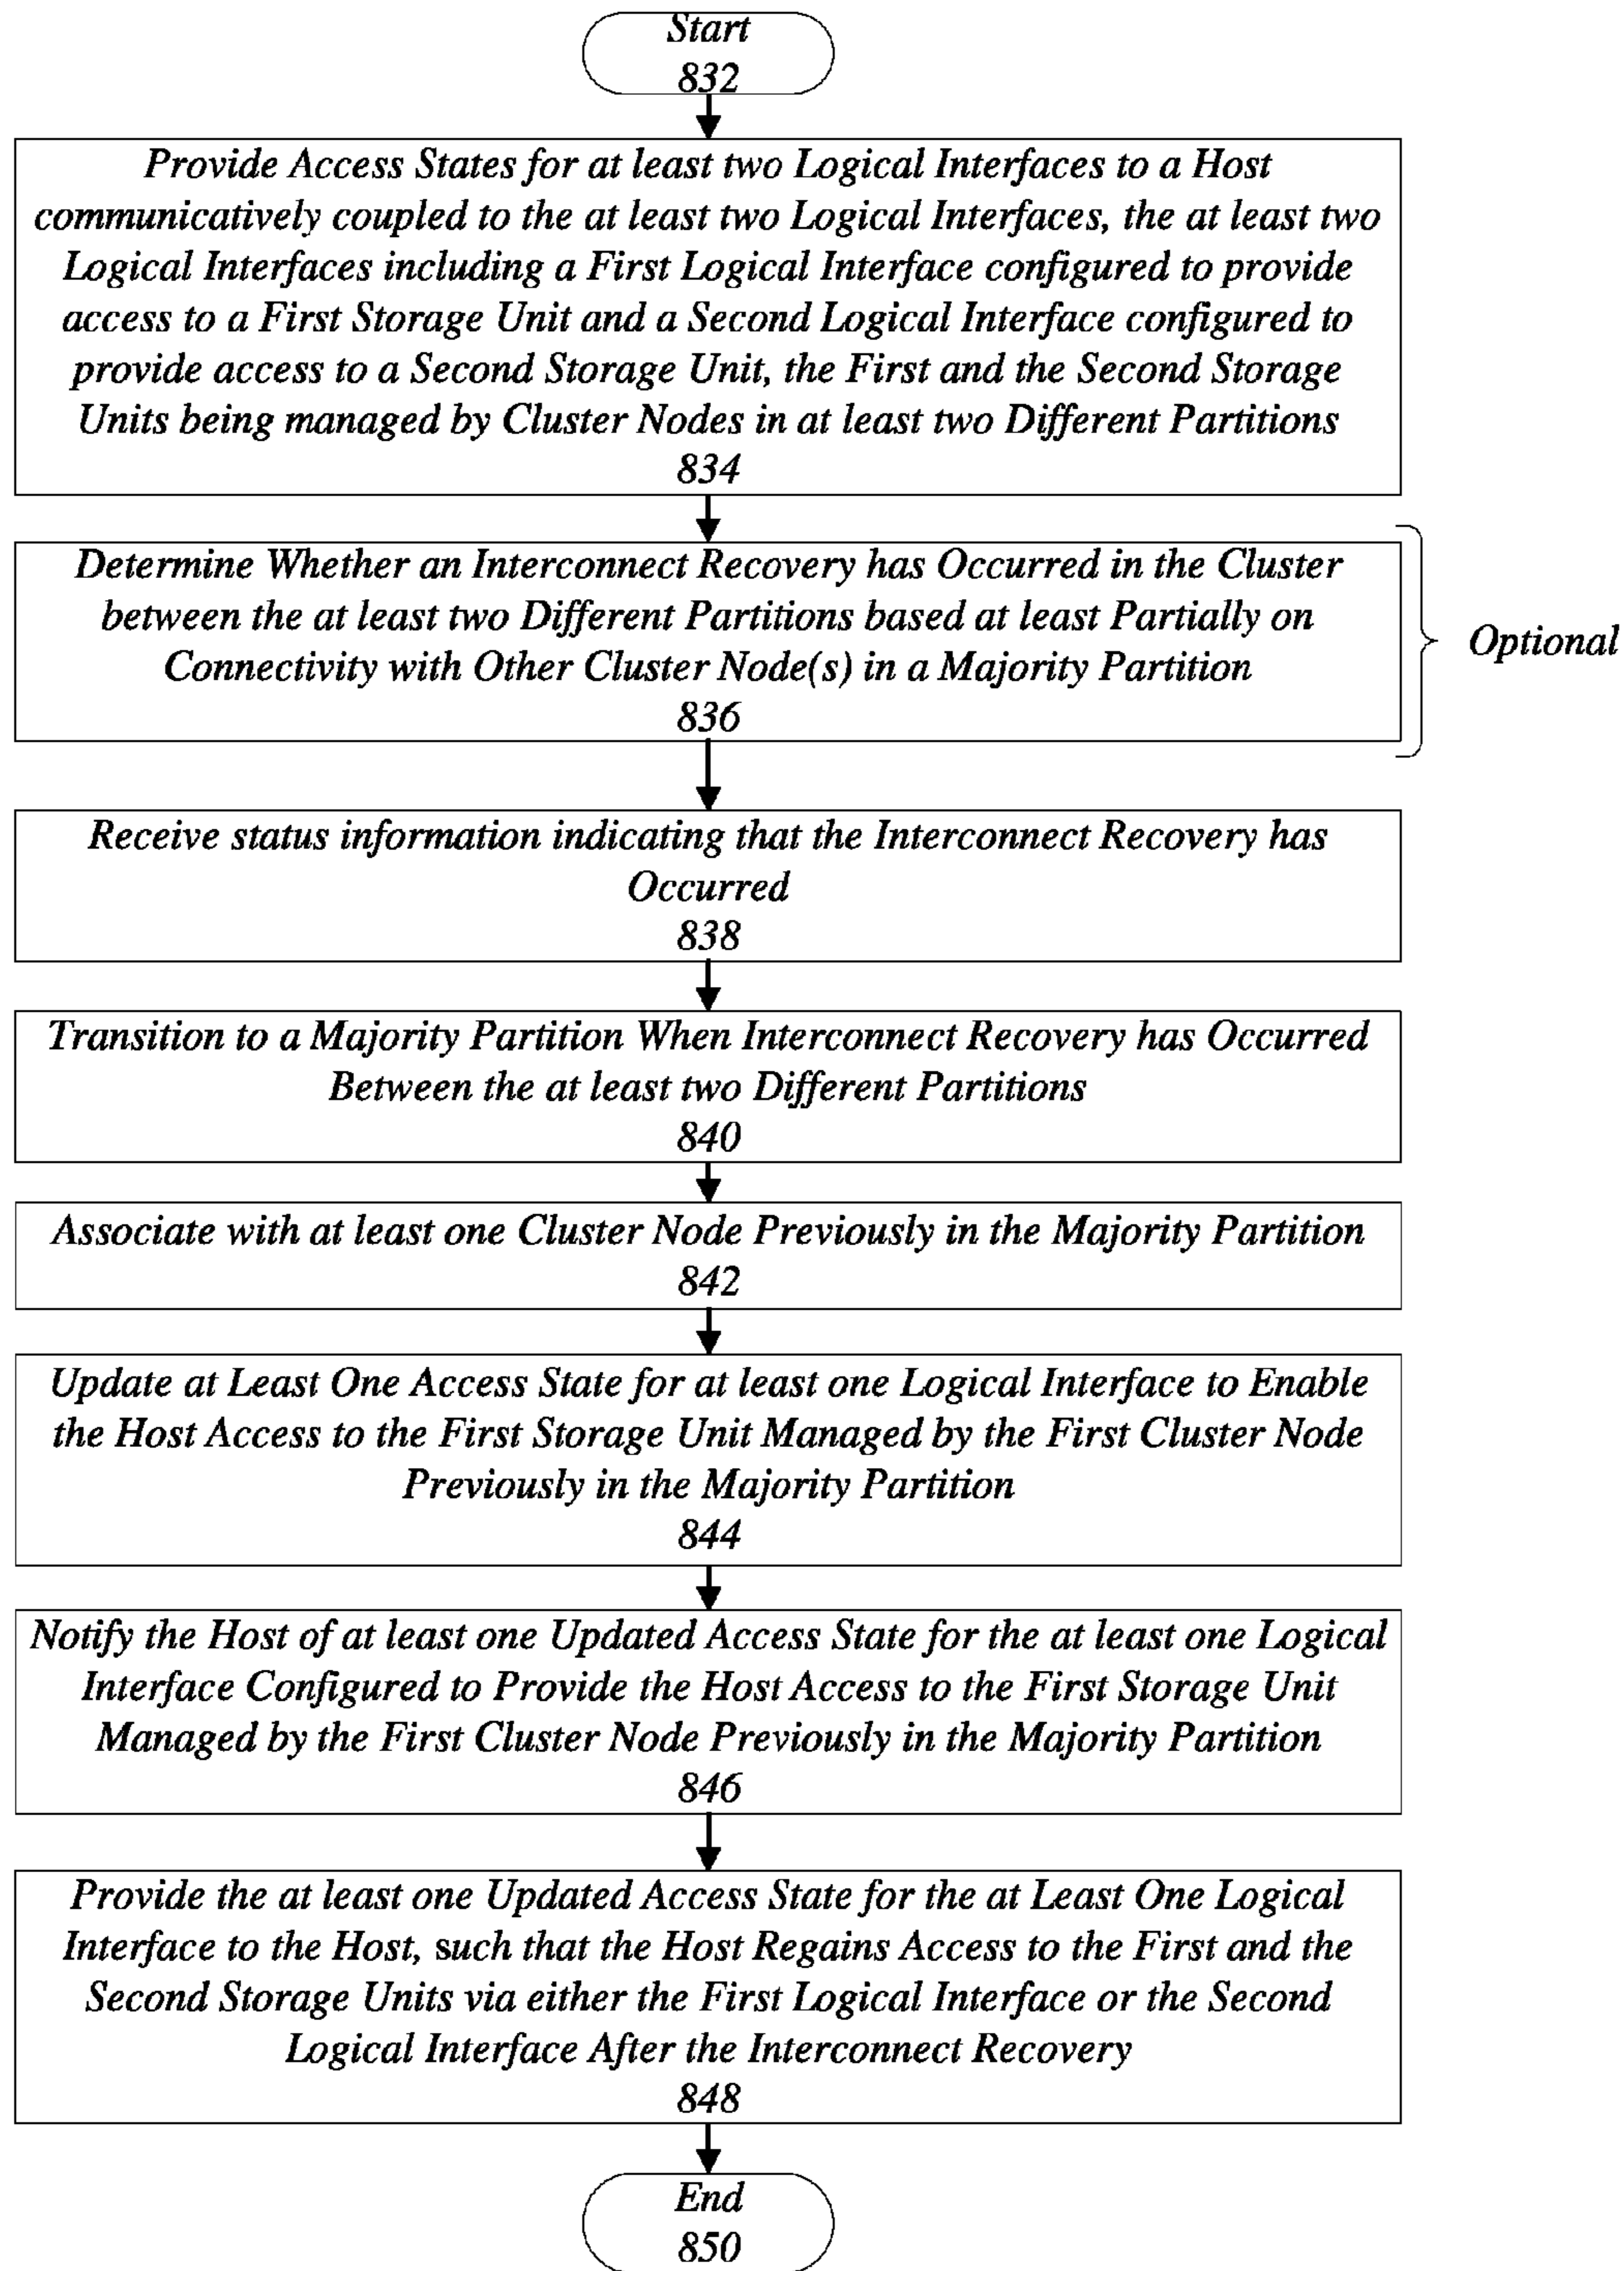 Start
832
Provide Access States for at least two Logical Interfaces to a Host
communicatively coupled to the at least two Logical Interfaces, the at least two
Logical Interfaces including a First Logical Interface configured to provide
access to a First Storage Unit and a Second Logical Interface configured to
provide access to a Second Storage Unit, the First and the Second Storage
Units being managed by Cluster Nodes in at least two Different Partitions
834
Determine Whether an Interconnect Recovery has Occurred in the Cluster
between the at least two Different Partitions based at least Partially on
Connectivity with Other Cluster Node(s) in a Majority Partition
836
Optional
Receive status information indicating that the Interconnect Recovery has
Occurred
838
Transition to a Majority Partition When Interconnect Recovery has Occurred
Between the at least two Different Partitions
840
Associate with at least one Cluster Node Previously in the Majority Partition
842
Update at Least One Access State for at least one Logical Interface to Enable
the Host Access to the First Storage Unit Managed by the First Cluster Node
Previously in the Majority Partition
844
Notify the Host of at least one Updated Access State for the at least one Logical
Interface Configured to Provide the Host Access to the First Storage Unit
Managed by the First Cluster Node Previously in the Majority Partition
846
Provide the at least one Updated Access State for the at Least One Logical
Interface to the Host, such that the Host Regains Access to the First and the
Second Storage Units via either the First Logical Interface or the Second
Logical Interface After the Interconnect Recovery
848
End
850